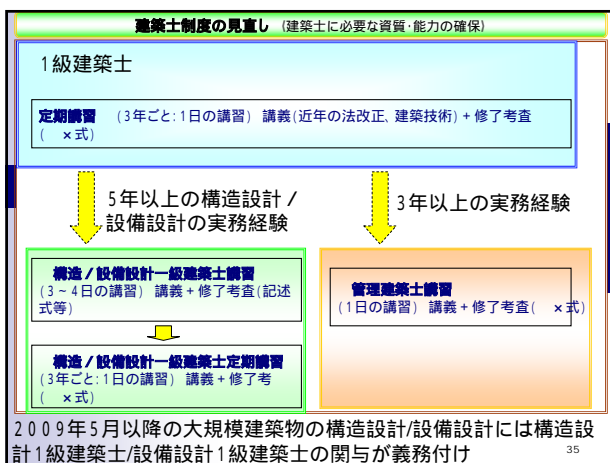 建築士制度の見直し (建築士に必要な資質・能力の確保)
1級建築士
定期講習 (3年ごと:1日の講習) 講義(近年の法改正、建築技術)+修了考査
( ×式)
5年以上の構造設計/
設備設計の実務経験
3年以上の実務経験
構造/設備設計一級建築士講習
(3~4日の講習) 講義+修了考査(記述
式等)
構造/設備設計一級建築士定期講習
(3年ごと:1日の講習) 講義+修了考
( ×式)
管理建築士講習
(1日の講習) 講義+修了考査( ×式)
2009年5月以降の大規模建築物の構造設計/設備設計には構造設
計1級建築士/設備設計1級建築士の関与が義務付け
35